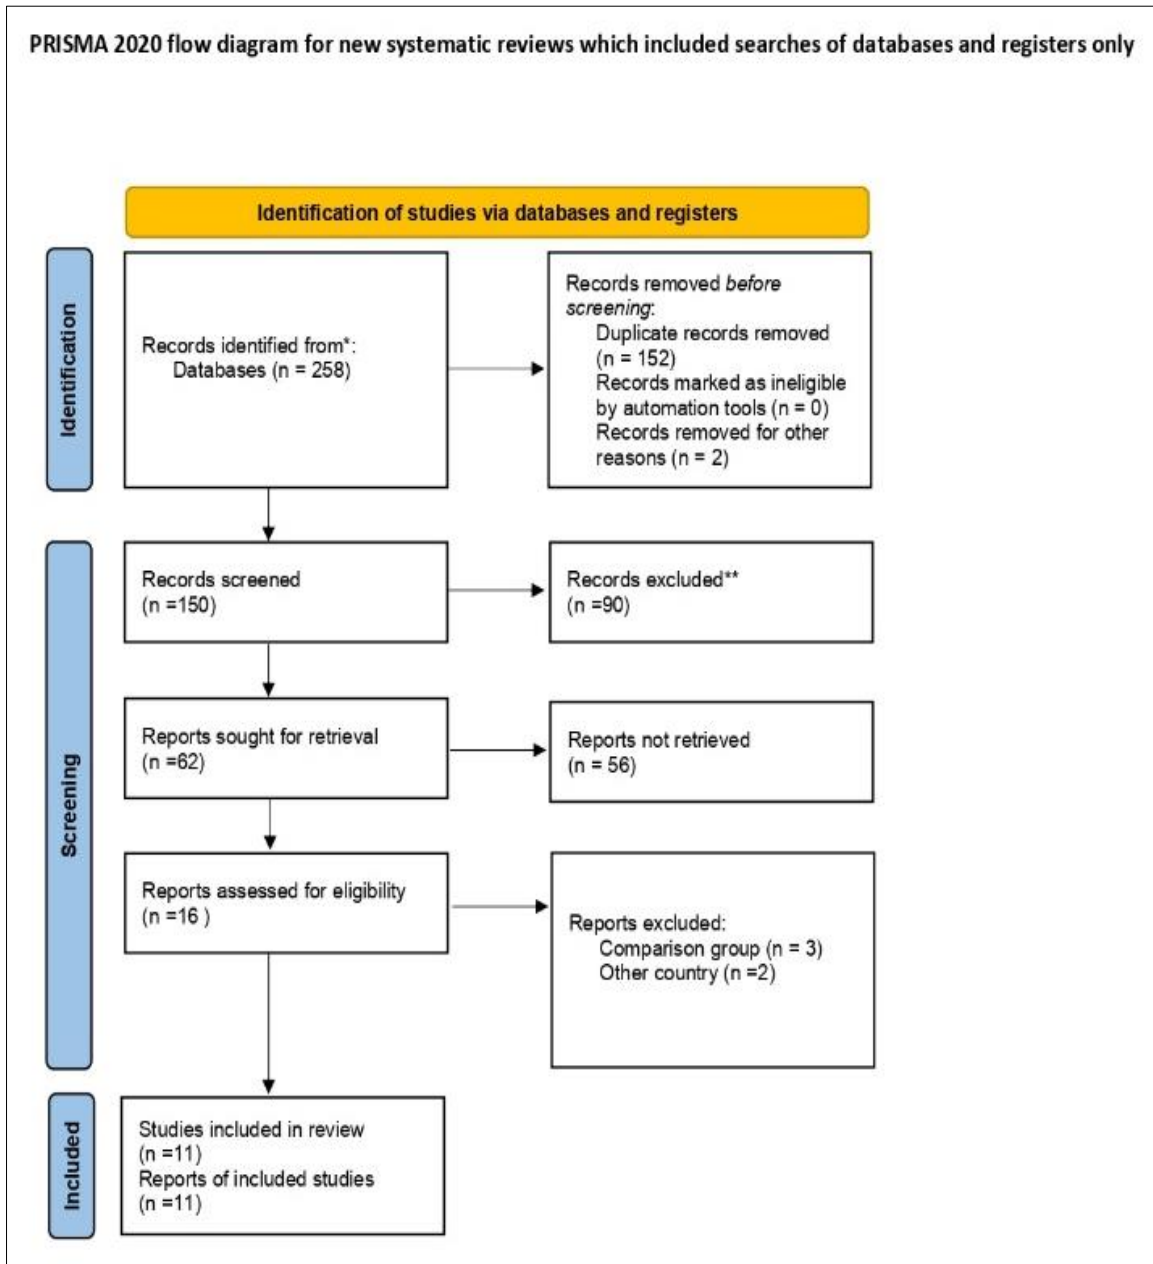 PRISMA 2020 flow diagram for new systematic reviews which included searches of databases and registers only
Identification of studies via databases and registers
Identification
Records identified from*:
Databases (n = 258)
Records removed before
screening:
Duplicate records removed
(n = 152)
Records marked as ineligible
by automation tools (n = 0)
Records removed for other
reasons (n = 2)
Screening
Records screened
(n =150)
Records excluded**
(n =90)
Reports sought for retrieval
(n =62)
Reports not retrieved
(n = 56)
Reports assessed for eligibility
(n =16 )
Reports excluded:
Comparison group (n = 3)
Other country (n =2)
Included
Studies included in review
(n =11)
Reports of included studies
(n =11)